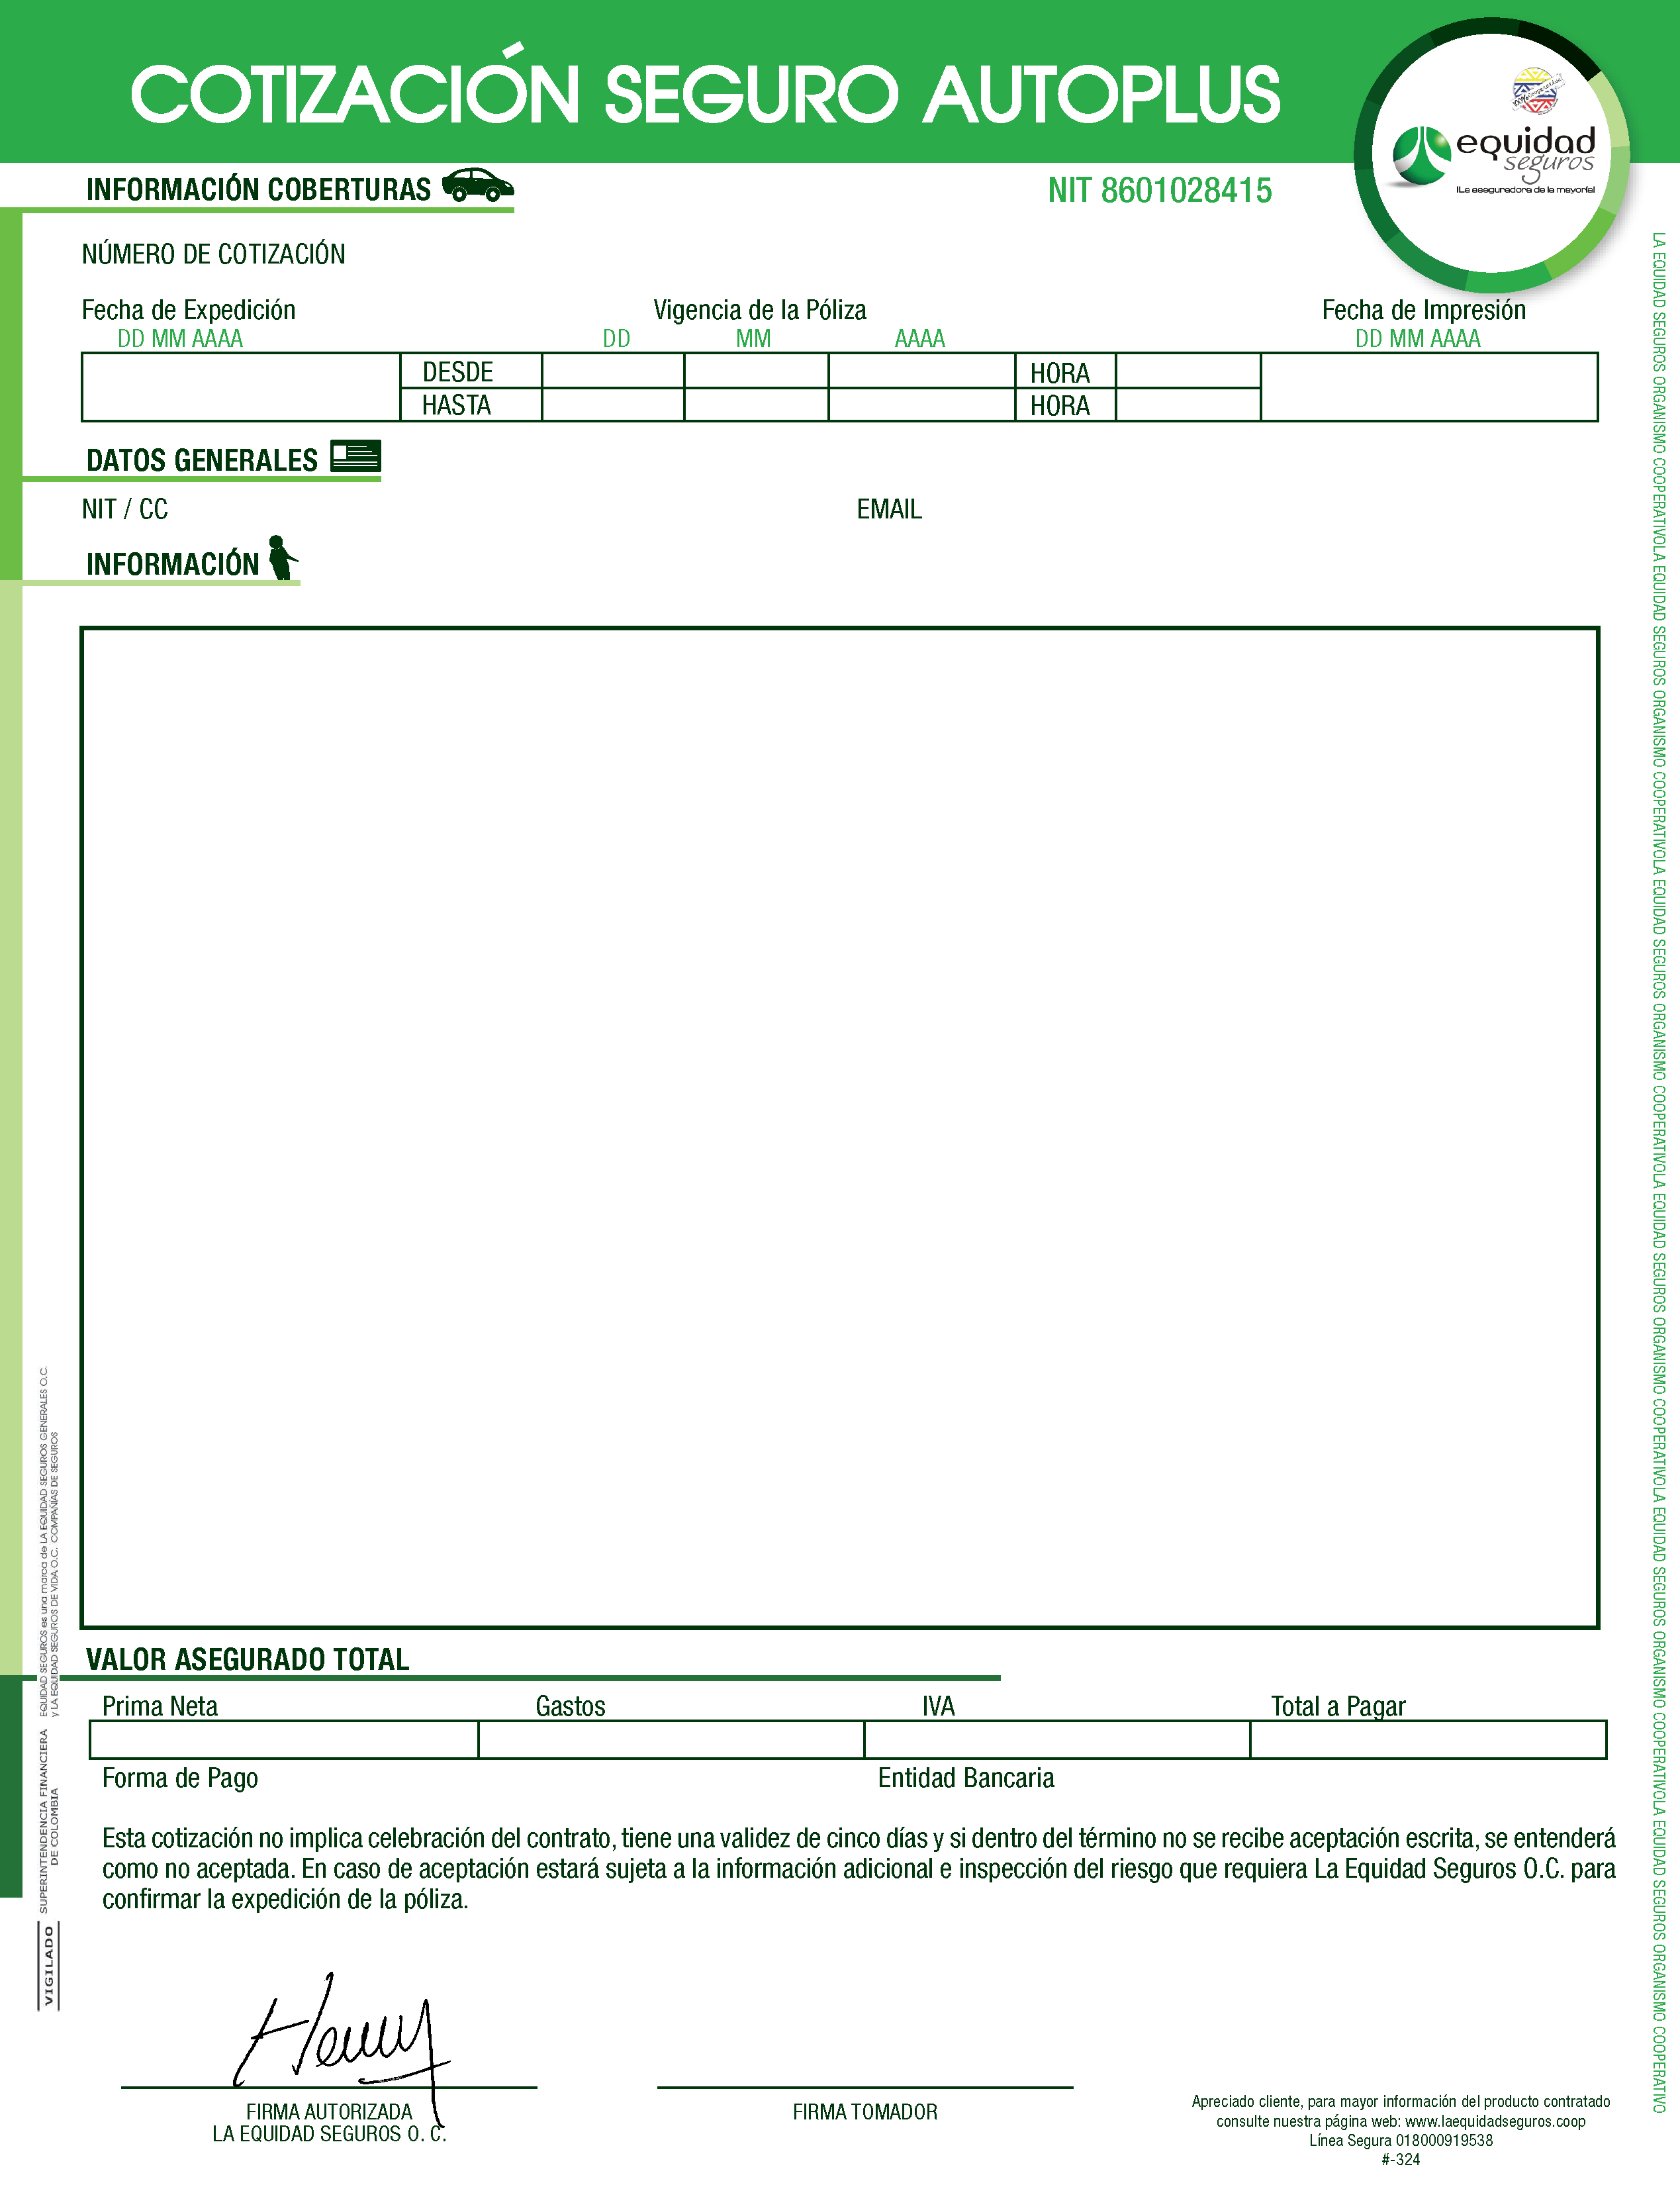 COTIZACIÓN SEGURO AUTOPLUS
100% Cooperativa
equidad
seguros
¡La aseguradora de la mayoría!
INFORMACIÓN COBERTURAS
NIT 8601028415
NÚMERO DE COTIZACIÓN
Fecha de Expedición Vigencia de la Póliza Fecha de Impresión
DD MM AAAA DD MM AAAA DD MM AAAA
DESDE HORA
HASTA HORA
DATOS GENERALES
NIT / CC EMAIL
INFORMACIÓN
VALOR ASEGURADO TOTAL
Prima Neta Gastos IVA Total a Pagar
Forma de Pago Entidad Bancaria
Esta cotización no implica celebración del contrato, tiene una validez de cinco días y si dentro del término no se recibe aceptación escrita, se entenderá
como no aceptada. En caso de aceptación estará sujeta a la información adicional e inspección del riesgo que requiera La Equidad Seguros O.C. para
confirmar la expedición de la póliza.
Henry
FIRMA AUTORIZADA
LA EQUIDAD SEGUROS O. C.
FIRMA TOMADOR
Apreciado cliente, para mayor información del producto contratado
consulte nuestra página web: www.laequidadseguros.coop
Línea Segura 018000919538
#-324
VIGILADO
SUPERINTENDENCIA FINANCIERA
DE COLOMBIA
EQUIDAD SEGUROS es una marca de LA EQUIDAD SEGUROS GENERALES O.C.
y LA EQUIDAD SEGUROS DE VIDA O.C. COMPAÑÍAS DE SEGUROS
LA EQUIDAD SEGUROS ORGANISMO COOPERATIVOLA EQUIDAD SEGUROS ORGANISMO COOPERATIVOLA EQUIDAD SEGUROS ORGANISMO COOPERATIVOLA EQUIDAD SEGUROS ORGANISMO COOPERATIVOLA EQUIDAD SEGUROS ORGANISMO COOPERATIVOLA EQUIDAD SEGUROS ORGANISMO COOPERATIVO